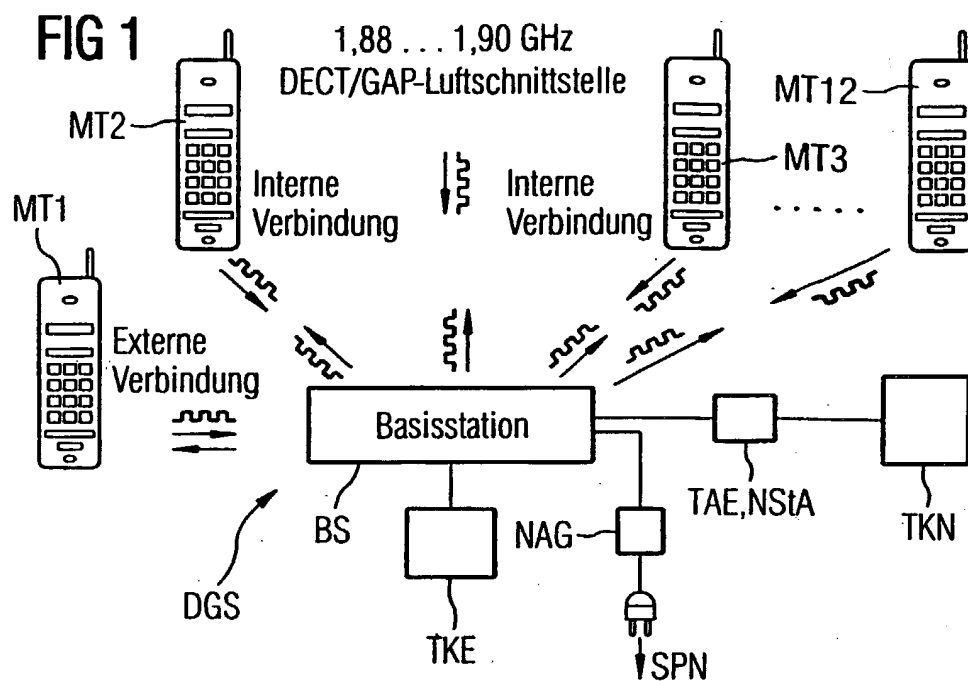 FIG 1
1,88 . . . 1,90 GHz
DECT/GAP-Luftschnittstelle
MT2
MT12
MT3
Interne
Verbindung
Interne
Verbindung
. . . . . .
MT1
Externe
Verbindung
Basisstation
BS
TAE,NStA
TKN
NAG
DGS
TKE
SPN